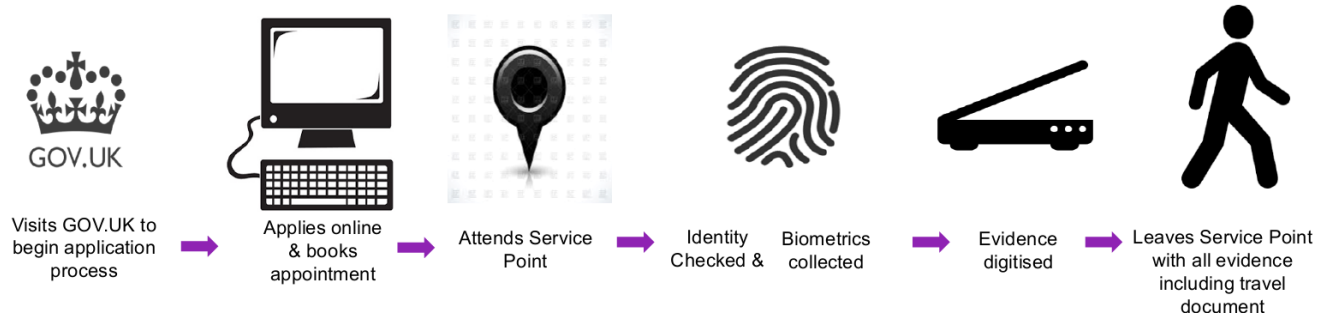 GOV.UK
Visits GOV.UK to
begin application
process
Applies online
& books
appointment
Attends Service
Point
Identity
Checked &
Biometrics
collected
Evidence
digitised
Leaves Service Point
with all evidence
including travel
document